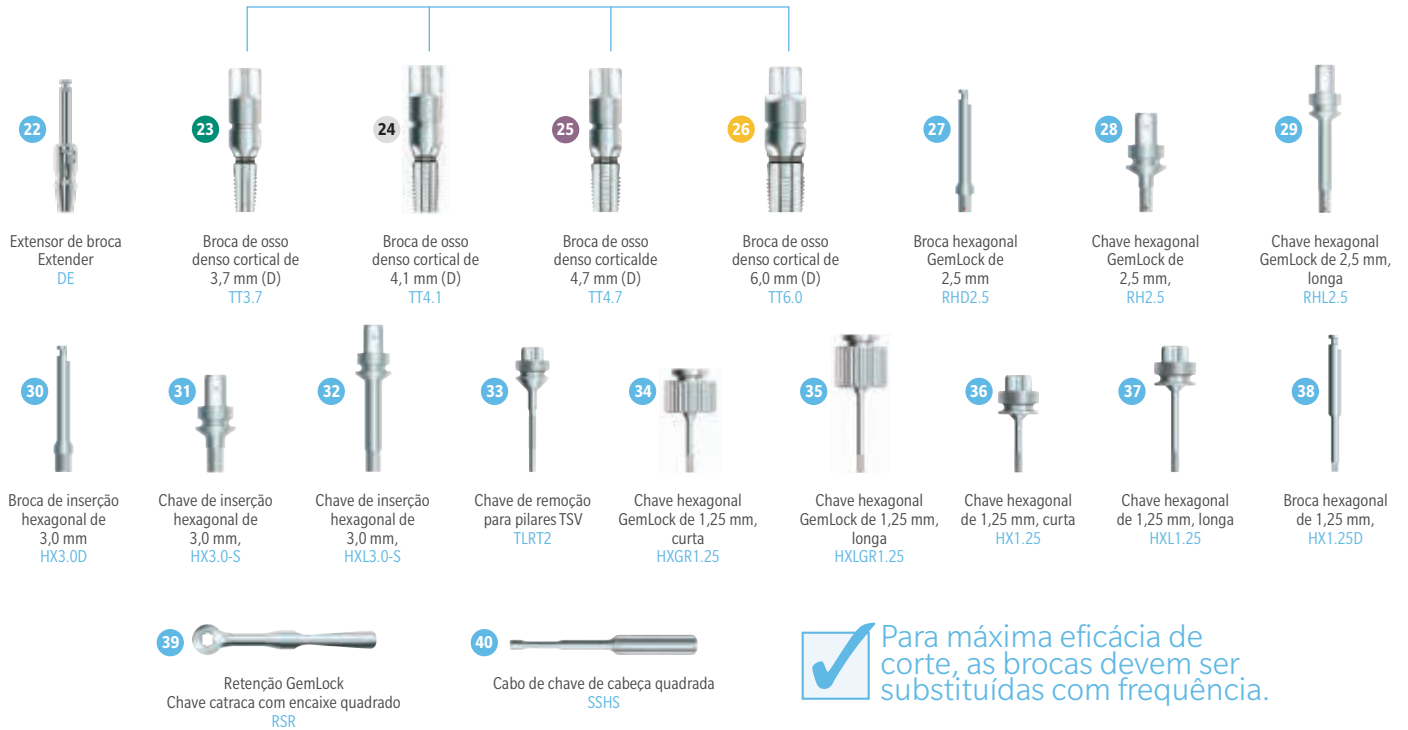 22
23
24
25
26
27
28
29
Extensor de broca
Extender
DE
Broca de osso
denso cortical de
3,7 mm (D)
TT3.7
Broca de osso
denso cortical de
4,1 mm (D)
TT4.1
Broca de osso
denso corticalde
4,7 mm (D)
TT4.7
Broca de osso
denso cortical de
6,0 mm (D)
TT6.0
Broca hexagonal
GemLock de
2,5 mm
RHD2.5
Chave hexagonal
GemLock de
2,5 mm,
RH2.5
Chave hexagonal
GemLock de 2,5 mm,
longa
RHL2.5
30
31
32
33
34
35
36
37
38
Broca de inserção
hexagonal de
3,0 mm
HX3.0D
Chave de inserção
hexagonal de
3,0 mm,
HX3.0-S
Chave de inserção
hexagonal de
3,0 mm,
HXL3.0-S
Chave de remoção
para pilares TSV
TLRT2
Chave hexagonal
GemLock de 1,25 mm,
curta
HXGR1.25
Chave hexagonal
GemLock de 1,25 mm,
longa
HXLGR1.25
Chave hexagonal
de 1,25 mm, curta
HX1.25
Chave hexagonal
de 1,25 mm, longa
HXL1.25
Broca hexagonal
de 1,25 mm,
HX1.25D
39
Retenção GemLock
Chave catraca com encaixe quadrado
RSR
40
Cabo de chave de cabeça quadrada
SSHS
Para máxima eficácia de
corte, as brocas devem ser
substituídas com frequência.